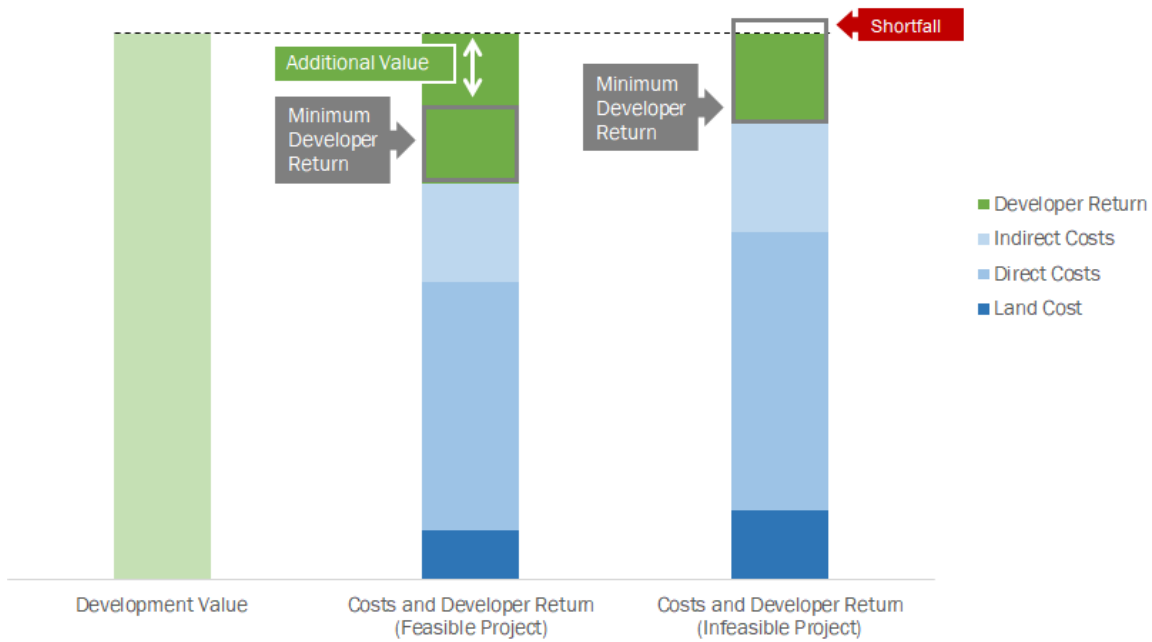 Shortfall
Additional Value
Minimum
Developer
Return
Minimum
Developer
Return
Developer Return
Indirect Costs
Direct Costs
Land Cost
Development Value
Costs and Developer Return
(Feasible Project)
Costs and Developer Return
(Infeasible Project)